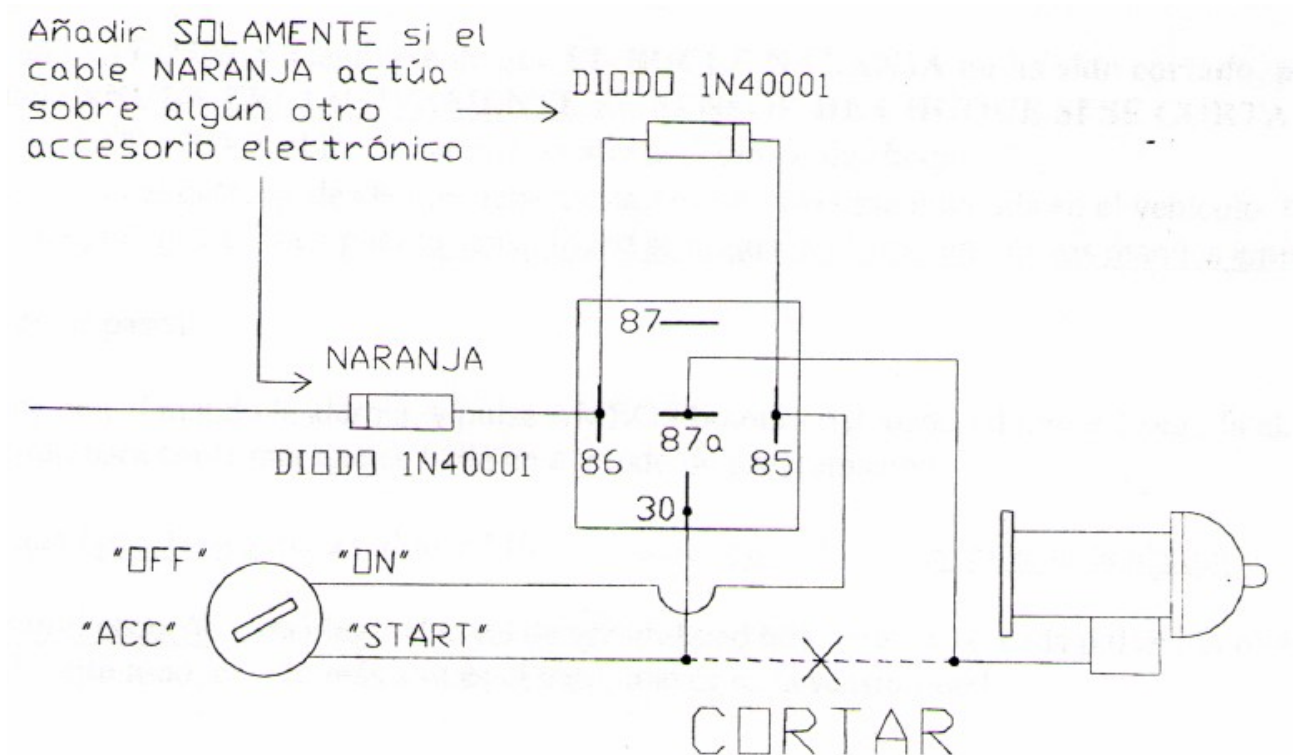 Añadir SOLAMENTE si el
cable NARANJA actúa
sobre algún otro
accesorio electrónico
DIODO 1N40001
87
NARANJA
87a
DIODO 1N40001
86
85
30
"OFF"
"ON"
"ACC"
"START"
CORTAR